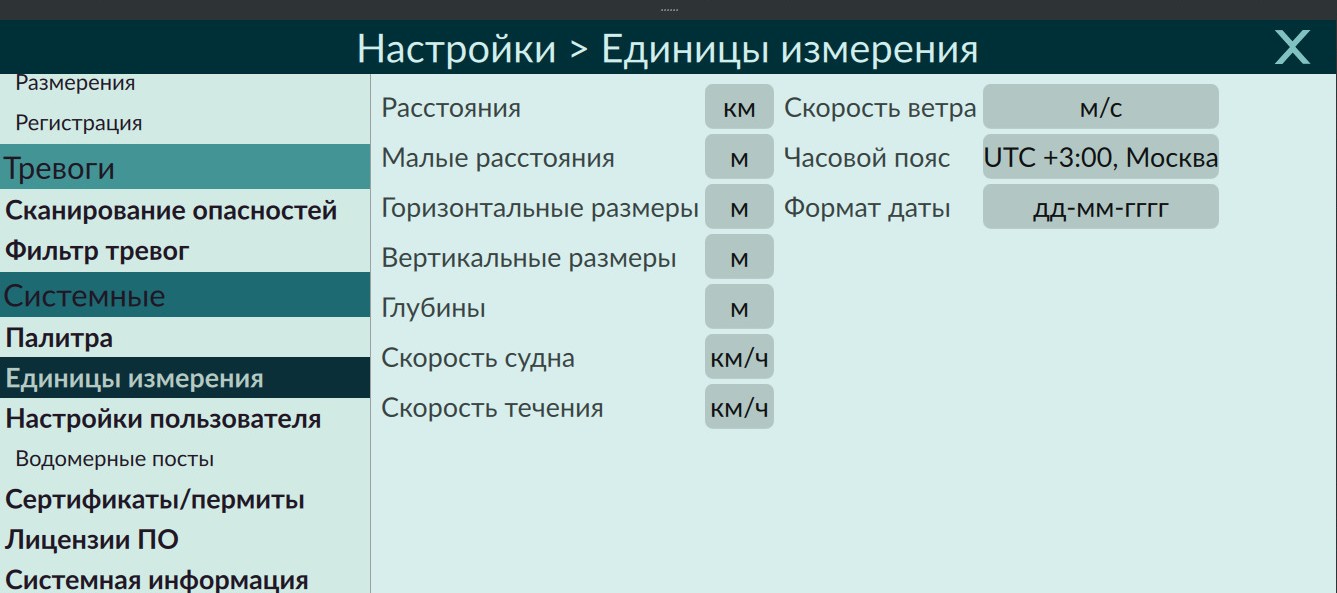 Настройки > Единицы измерения
Размерения
Регистрация
Тревоги
Сканирование опасностей
Фильтр тревог
Системные
Палитра
Единицы измерения
Настройки пользователя
Водомерные посты
Сертификаты/пермиты
Лицензии ПО
Системная информация
Расстояния км
Малые расстояния м
Горизонтальные размеры м
Вертикальные размеры м
Глубины м
Скорость судна км/ч
Скорость течения км/ч
Скорость ветра м/с
Часовой пояс UTC +3:00, Москва
Формат даты дд-мм-гггг